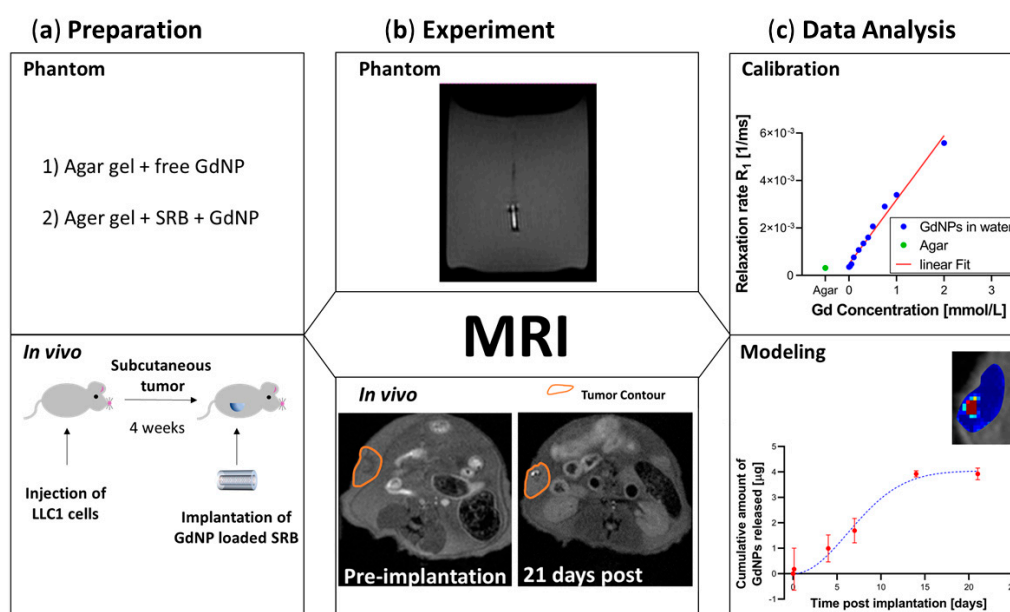 (a) Preparation
Phantom
1) Agar gel + free GdNP
2) Ager gel + SRB + GdNP
In vivo
Subcutaneous
tumor
4 weeks
Injection of
LLC1 cells
Implantation of
GdNP loaded SRB
(b) Experiment
Phantom
MRI
In vivo
Tumor Contour
Pre-implantation
21 days post
(c) Data Analysis
Calibration
Relaxation rate R₁ [1/ms]
6×10⁻³
4×10⁻³
2×10⁻³
0
GdNPs in water
Agar
linear Fit
Agar 0 1 2 3
Gd Concentration [mmol/L]
Modeling
Cumulative amount of
GdNPs released [µg]
5
4
3
2
1
0
-1
0 5 10 15 20
Time post implantation [days]